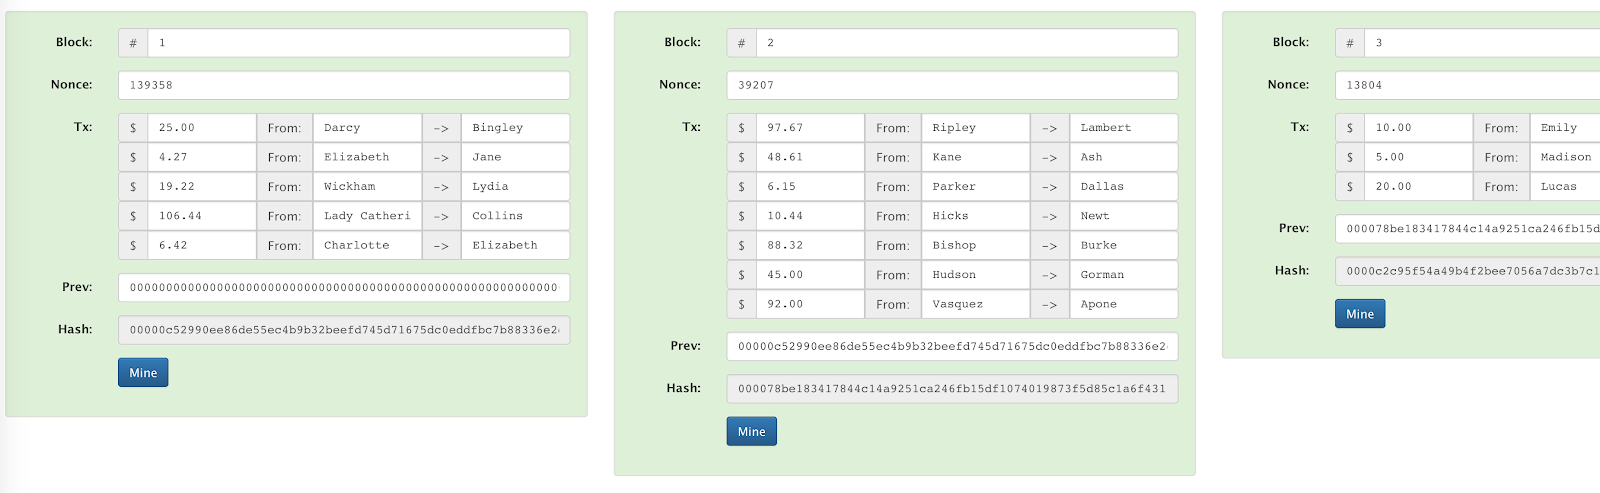 Block: # 1
Nonce: 139358
Tx: $ 25.00 From: Darcy -> Bingley
$ 4.27 From: Elizabeth -> Jane
$ 19.22 From: Wickham -> Lydia
$ 106.44 From: Lady Catheri -> Collins
$ 6.42 From: Charlotte -> Elizabeth
Prev: 00000000000000000000000000000000000000000000000000000000000
Hash: 00000c52990ee86de55ec4b9b32beefd745d71675dc0eddfbc7b88336e2
Mine
Block: # 2
Nonce: 39207
Tx: $ 97.67 From: Ripley -> Lambert
$ 48.61 From: Kane -> Ash
$ 6.15 From: Parker -> Dallas
$ 10.44 From: Hicks -> Newt
$ 88.32 From: Bishop -> Burke
$ 45.00 From: Hudson -> Gorman
$ 92.00 From: Vasquez -> Apone
Prev: 00000c52990ee86de55ec4b9b32beefd745d71675dc0eddfbc7b88336e2
Hash: 000078be183417844c14a9251ca246fb15df1074019873f5d85c1a6f431
Mine
Block: # 3
Nonce: 13804
Tx: $ 10.00 From: Emily
$ 5.00 From: Madison
$ 20.00 From: Lucas
Prev: 000078be183417844c14a9251ca246fb15d
Hash: 0000c2c95f54a49b4f2bee7056a7dc3b7c1
Mine